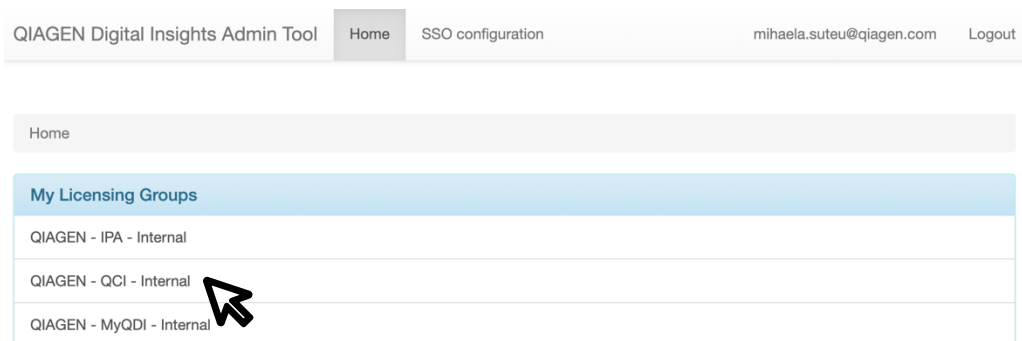 QIAGEN Digital Insights Admin Tool Home SSO configuration mihaela.suteu@qiagen.com Logout
Home
My Licensing Groups
QIAGEN - IPA - Internal
QIAGEN - QCI - Internal
QIAGEN - MyQDI - Internal